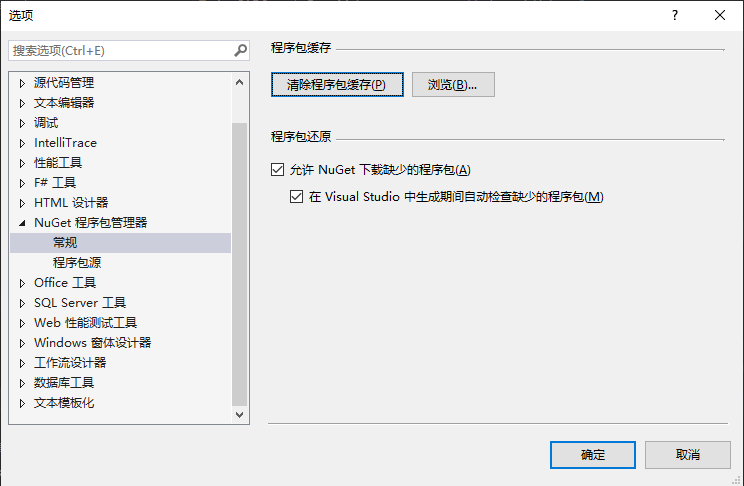 选项
搜索选项(Ctrl+E)
源代码管理
文本编辑器
调试
IntelliTrace
性能工具
F# 工具
HTML 设计器
NuGet 程序包管理器
常规
程序包源
Office 工具
SQL Server 工具
Web 性能测试工具
Windows 窗体设计器
工作流设计器
数据库工具
文本模板化
程序包缓存
清除程序包缓存(P)
浏览(B)...
程序包还原
允许 NuGet 下载缺少的程序包(A)
在 Visual Studio 中生成期间自动检查缺少的程序包(M)
确定
取消